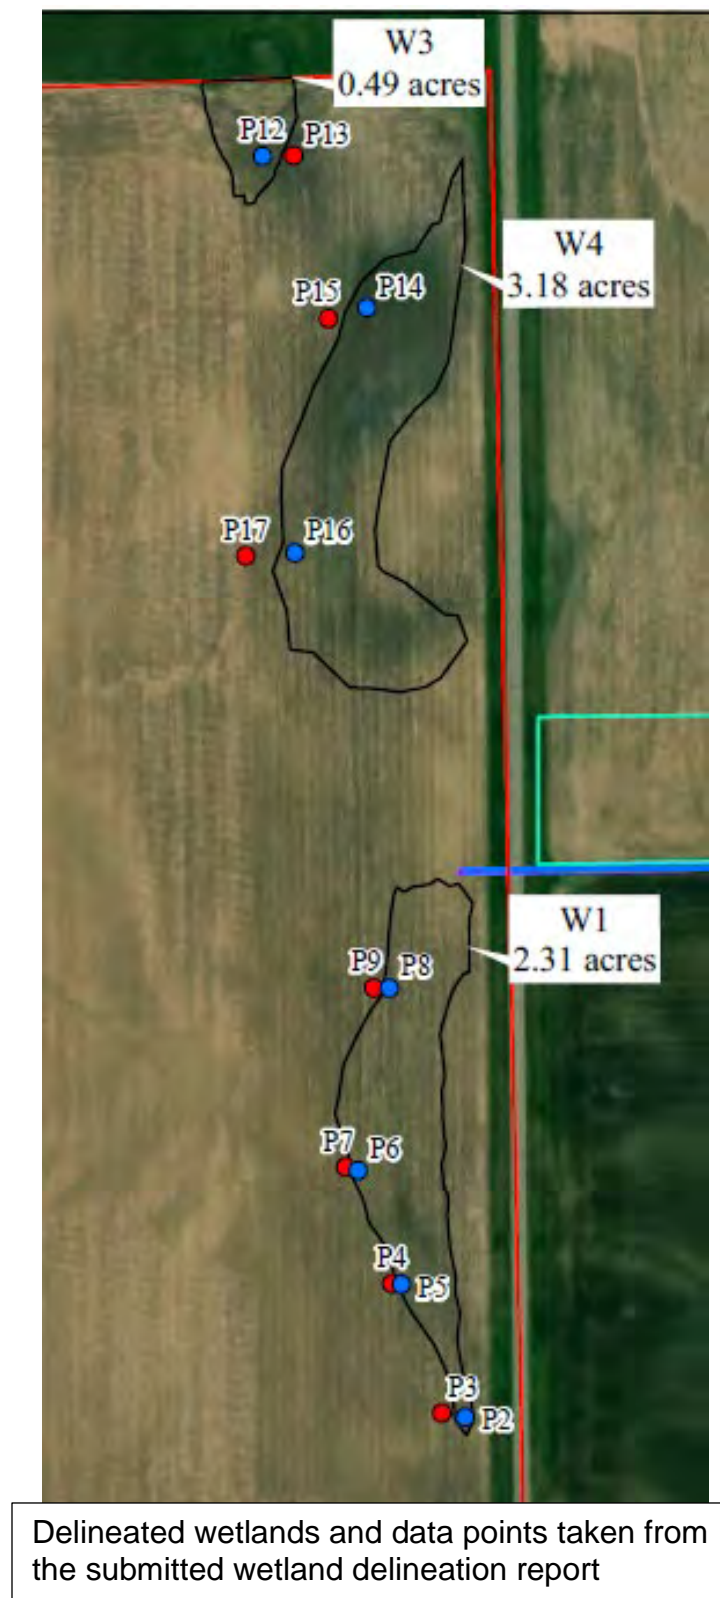 W3
0.49 acres
P12
P13
W4
3.18 acres
P14
P15
P17
P16
W1
2.31 acres
P9
P8
P7
P6
P4
P5
P3
P2
Delineated wetlands and data points taken from
the submitted wetland delineation report